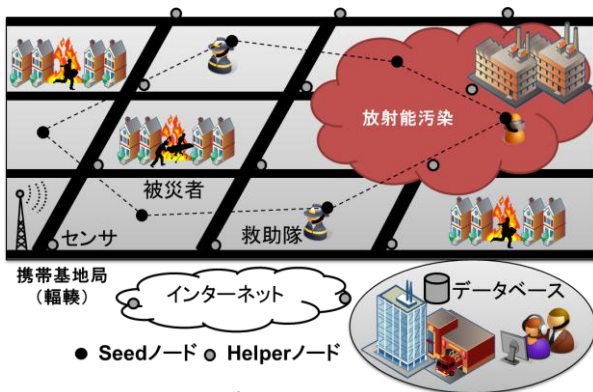 放射能汚染
被災者
センサ
救助隊
携帯基地局
（輻輳）
インターネット
データベース
● Seedノード ● Helperノード